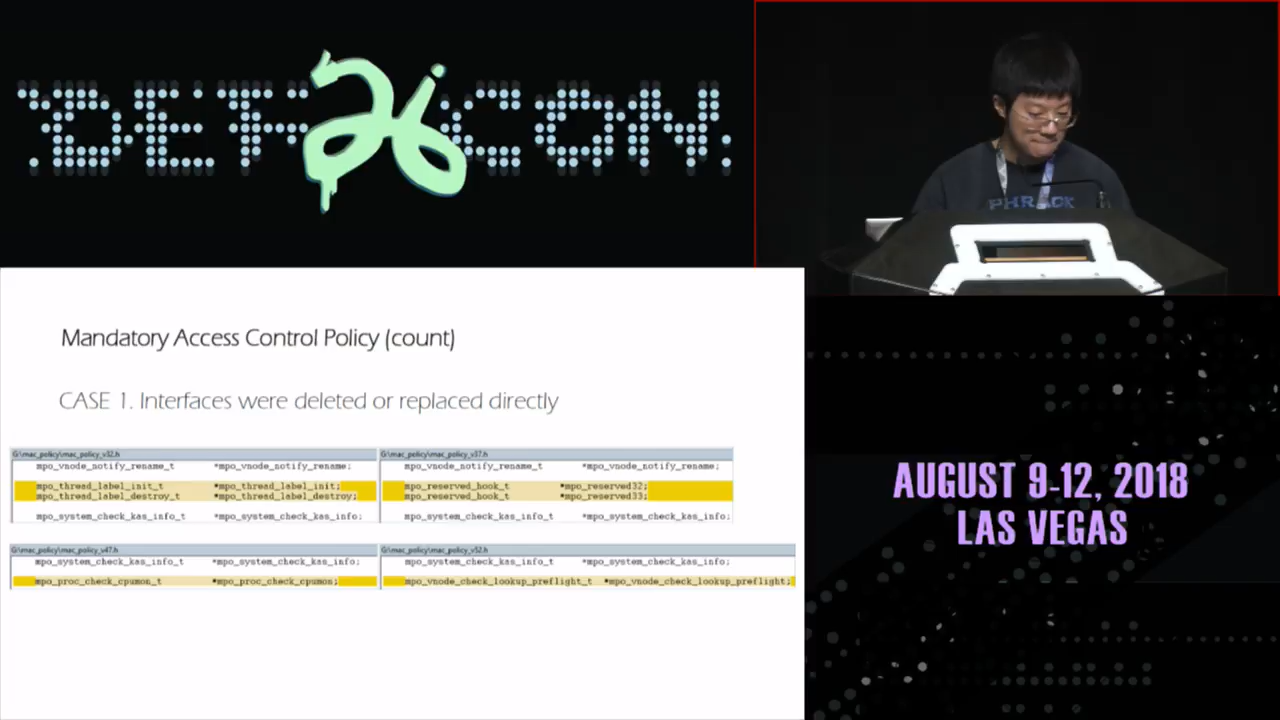 DEF 26 CON
PHRACK
Mandatory Access Control Policy (count)
CASE 1. Interfaces were deleted or replaced directly
G:\mac_policy\mac_policy_v32.h
mpo_vnode_notify_rename_t *mpo_vnode_notify_rename;
mpo_thread_label_init_t *mpo_thread_label_init;
mpo_thread_label_destroy_t *mpo_thread_label_destroy;
mpo_system_check_kas_info_t *mpo_system_check_kas_info;
G:\mac_policy\mac_policy_v37.h
mpo_vnode_notify_rename_t *mpo_vnode_notify_rename;
mpo_reserved_hook_t *mpo_reserved32;
mpo_reserved_hook_t *mpo_reserved33;
mpo_system_check_kas_info_t *mpo_system_check_kas_info;
G:\mac_policy\mac_policy_v47.h
mpo_system_check_kas_info_t *mpo_system_check_kas_info;
mpo_proc_check_cpumon_t *mpo_proc_check_cpumon;
G:\mac_policy\mac_policy_v52.h
mpo_system_check_kas_info_t *mpo_system_check_kas_info;
mpo_vnode_check_lookup_preflight_t *mpo_vnode_check_lookup_preflight;
AUGUST 9-12, 2018
LAS VEGAS